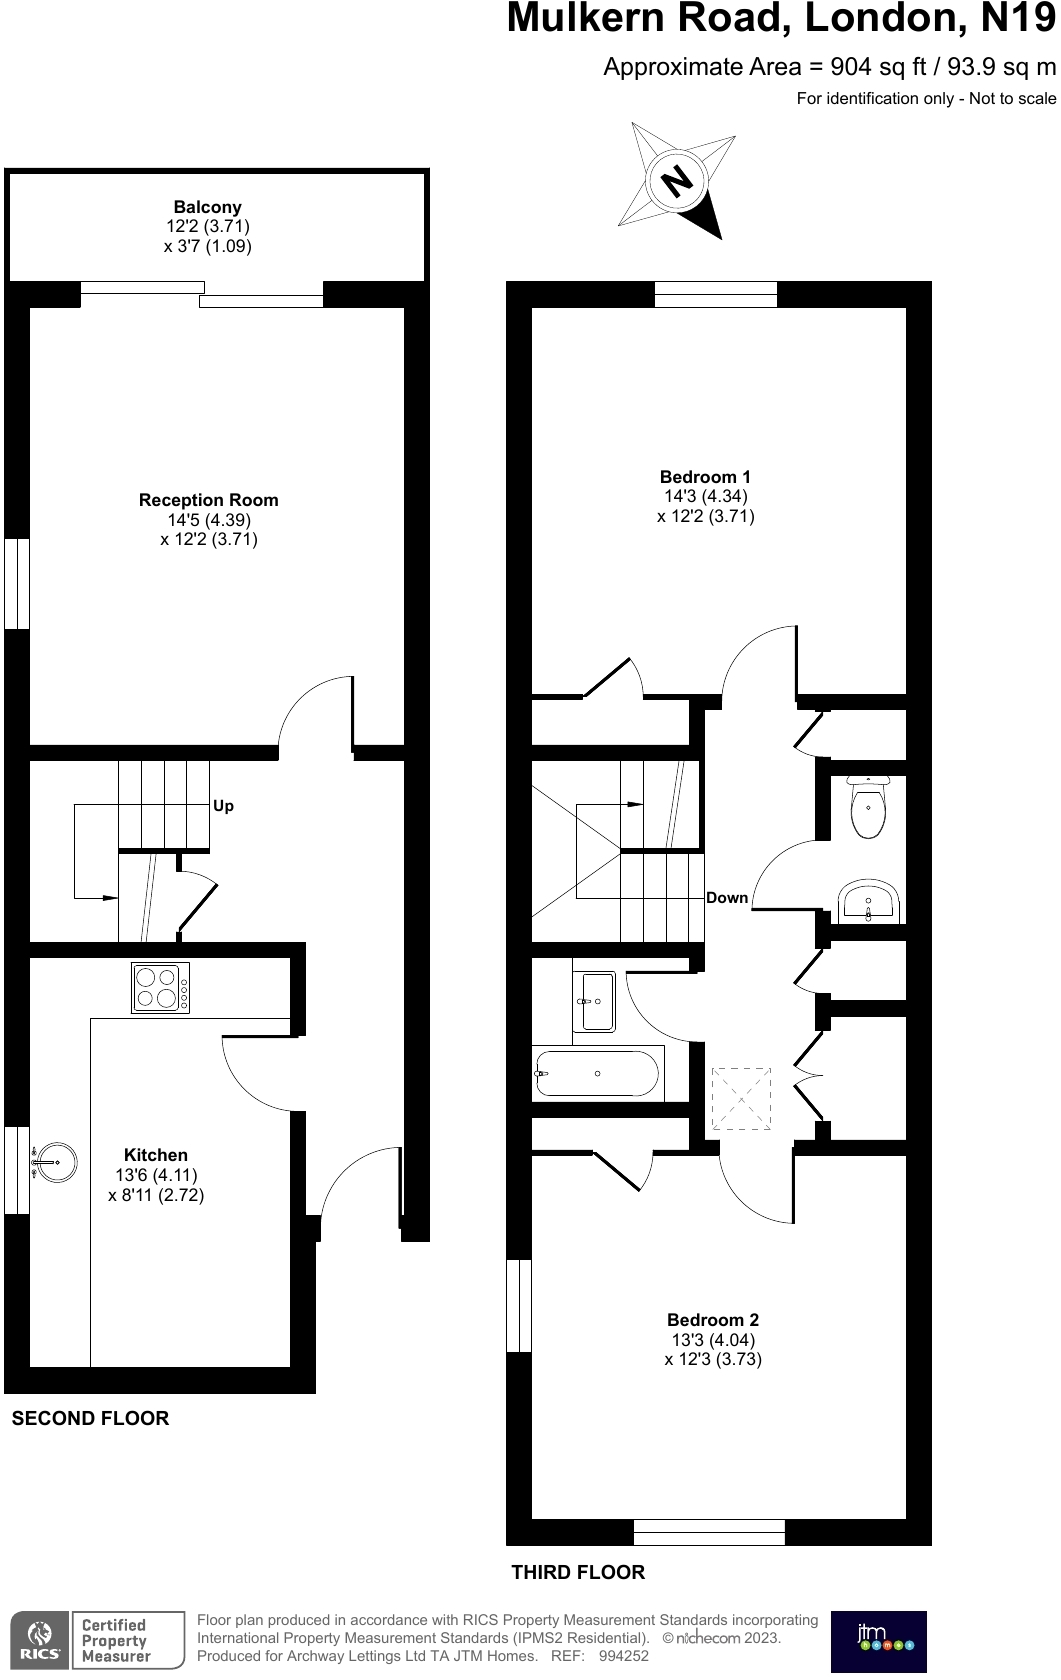 Mulkern Road, London, N19
Approximate Area = 904 sq ft / 93.9 sq m
For identification only - Not to scale
N
Balcony
12'2 (3.71)
x 3'7 (1.09)
Reception Room
14'5 (4.39)
x 12'2 (3.71)
Up
Kitchen
13'6 (4.11)
x 8'11 (2.72)
SECOND FLOOR
Bedroom 1
14'3 (4.34)
x 12'2 (3.71)
Down
Bedroom 2
13'3 (4.04)
x 12'3 (3.73)
THIRD FLOOR
RICS
Certified
Property
Measurer
Floor plan produced in accordance with RICS Property Measurement Standards incorporating
International Property Measurement Standards (IPMS2 Residential). © nichecom 2023.
Produced for Archway Lettings Ltd TA JTM Homes. REF: 994252
jtm
homes